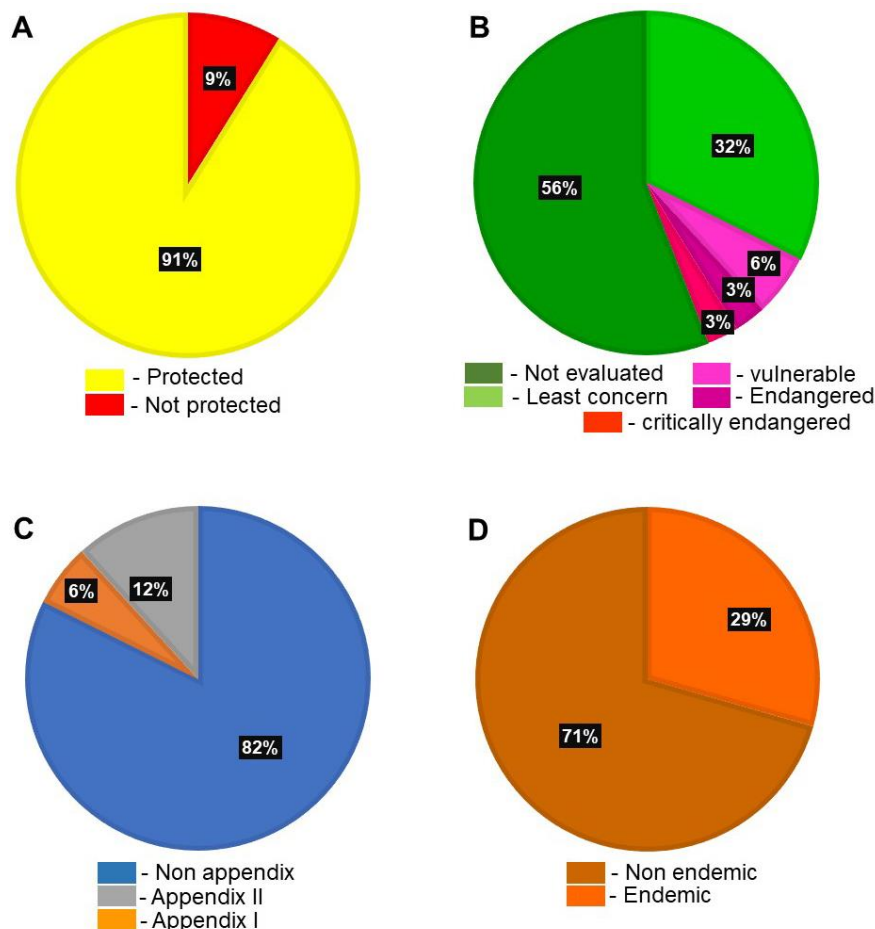 A
9%
91%
- Protected
- Not protected
B
32%
56%
6%
3%
3%
- Not evaluated
- vulnerable
- Least concern
- Endangered
- critically endangered
C
6%
12%
82%
- Non appendix
- Appendix II
- Appendix I
D
29%
71%
- Non endemic
- Endemic